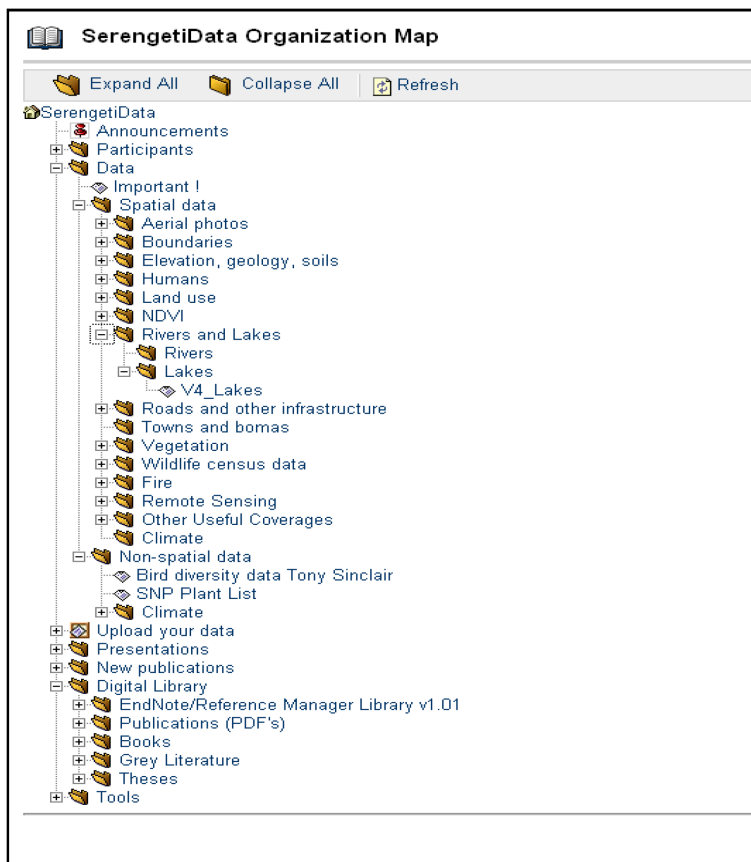 SerengetiData Organization Map
Expand All Collapse All Refresh
SerengetiData
Announcements
Participants
Data
Important !
Spatial data
Aerial photos
Boundaries
Elevation, geology, soils
Humans
Land use
NDVI
Rivers and Lakes
Rivers
Lakes
V4_Lakes
Roads and other infrastructure
Towns and bomas
Vegetation
Wildlife census data
Fire
Remote Sensing
Other Useful Coverages
Climate
Non-spatial data
Bird diversity data Tony Sinclair
SNP Plant List
Climate
Upload your data
Presentations
New publications
Digital Library
EndNote/Reference Manager Library v1.01
Publications (PDF's)
Books
Grey Literature
Theses
Tools